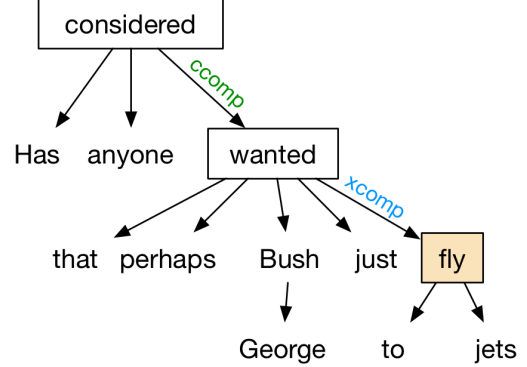 considered
ccomp
Has anyone wanted
xcomp
that perhaps Bush just fly
George to jets